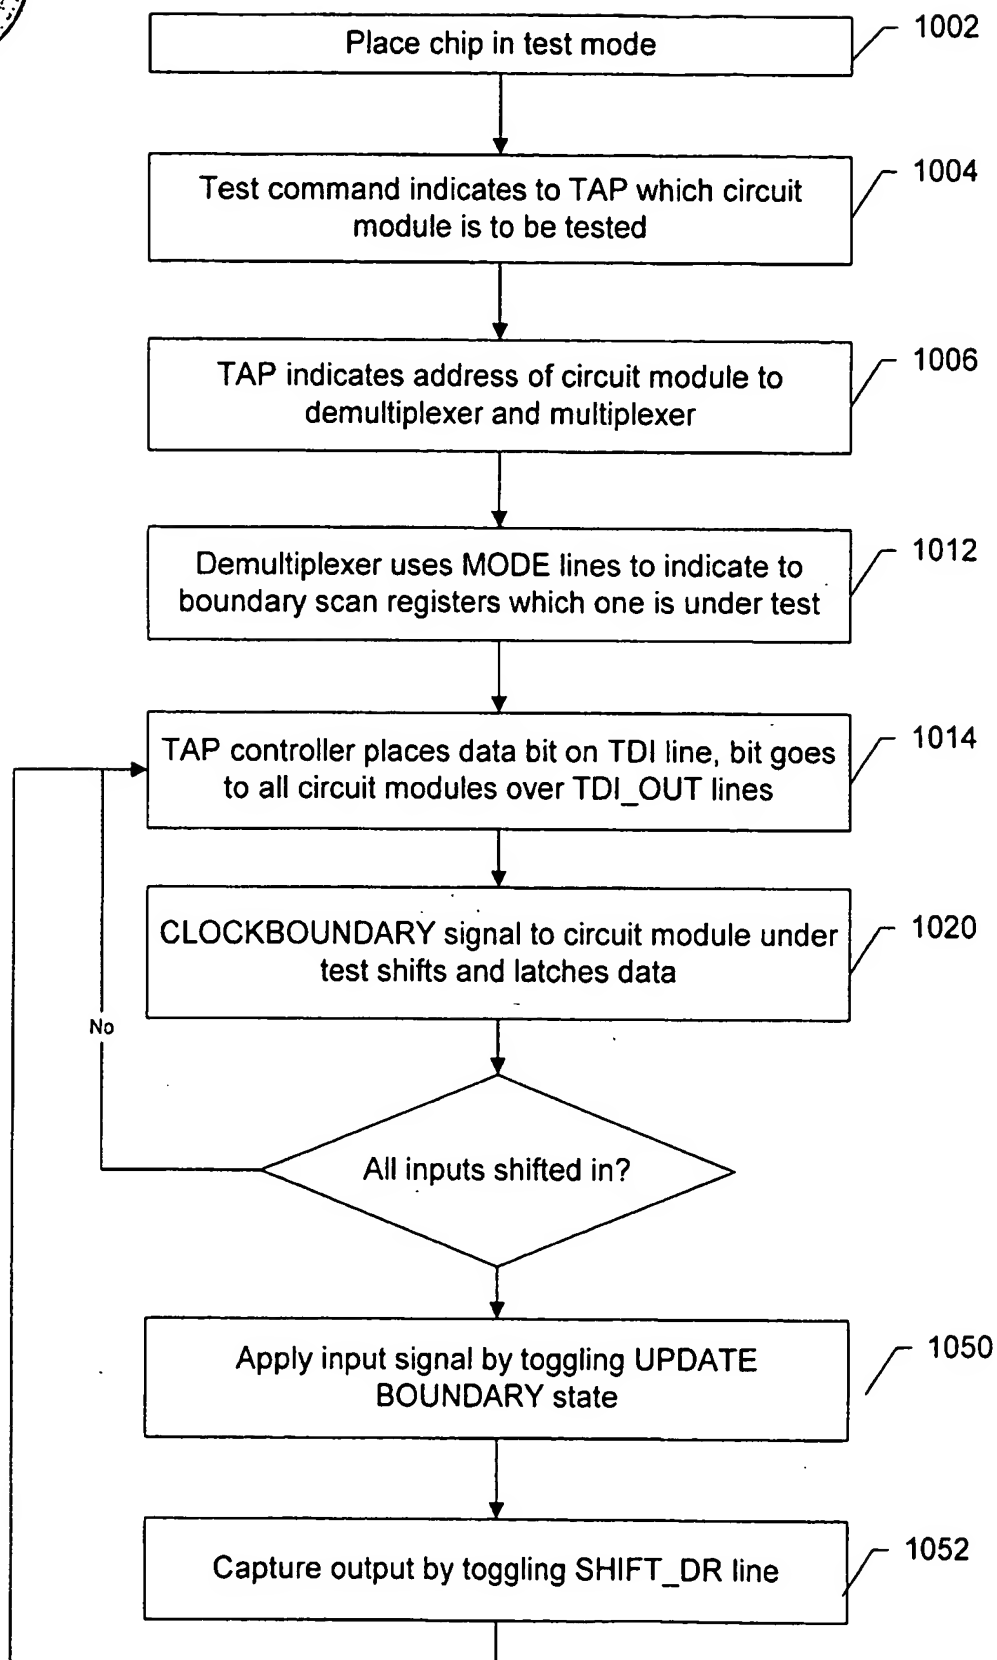 Place chip in test mode
1002
Test command indicates to TAP which circuit
module is to be tested
1004
TAP indicates address of circuit module to
demultiplexer and multiplexer
1006
Demultiplexer uses MODE lines to indicate to
boundary scan registers which one is under test
1012
TAP controller places data bit on TDI line, bit goes
to all circuit modules over TDI_OUT lines
1014
CLOCKBOUNDARY signal to circuit module under
test shifts and latches data
1020
No
All inputs shifted in?
Apply input signal by toggling UPDATE
BOUNDARY state
1050
Capture output by toggling SHIFT_DR line
1052